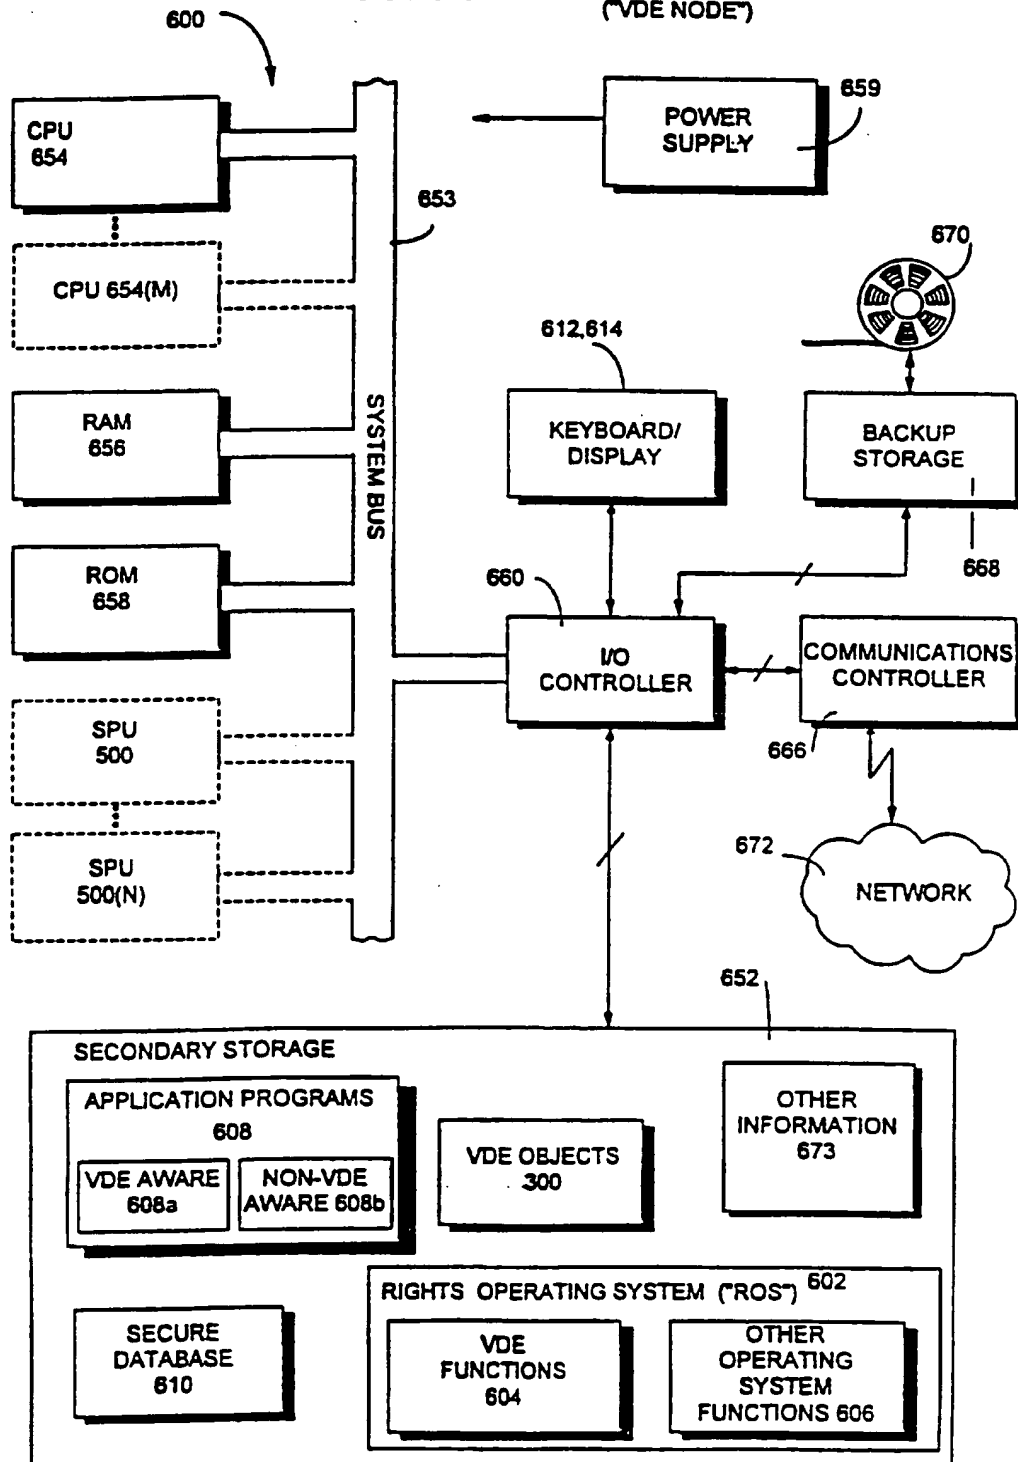 ("VDE NODE")
600
CPU
654
POWER
SUPPLY
659
653
CPU 654(M)
670
612,614
RAM
656
SYSTEM BUS
KEYBOARD/
DISPLAY
BACKUP
STORAGE
668
ROM
658
660
I/O
CONTROLLER
COMMUNICATIONS
CONTROLLER
666
SPU
500
SPU
500(N)
672
NETWORK
652
SECONDARY STORAGE
APPLICATION PROGRAMS
608
VDE AWARE
608a
NON-VDE
AWARE 608b
VDE OBJECTS
300
OTHER
INFORMATION
673
SECURE
DATABASE
610
RIGHTS OPERATING SYSTEM ("ROS") 602
VDE
FUNCTIONS
604
OTHER
OPERATING
SYSTEM
FUNCTIONS 606